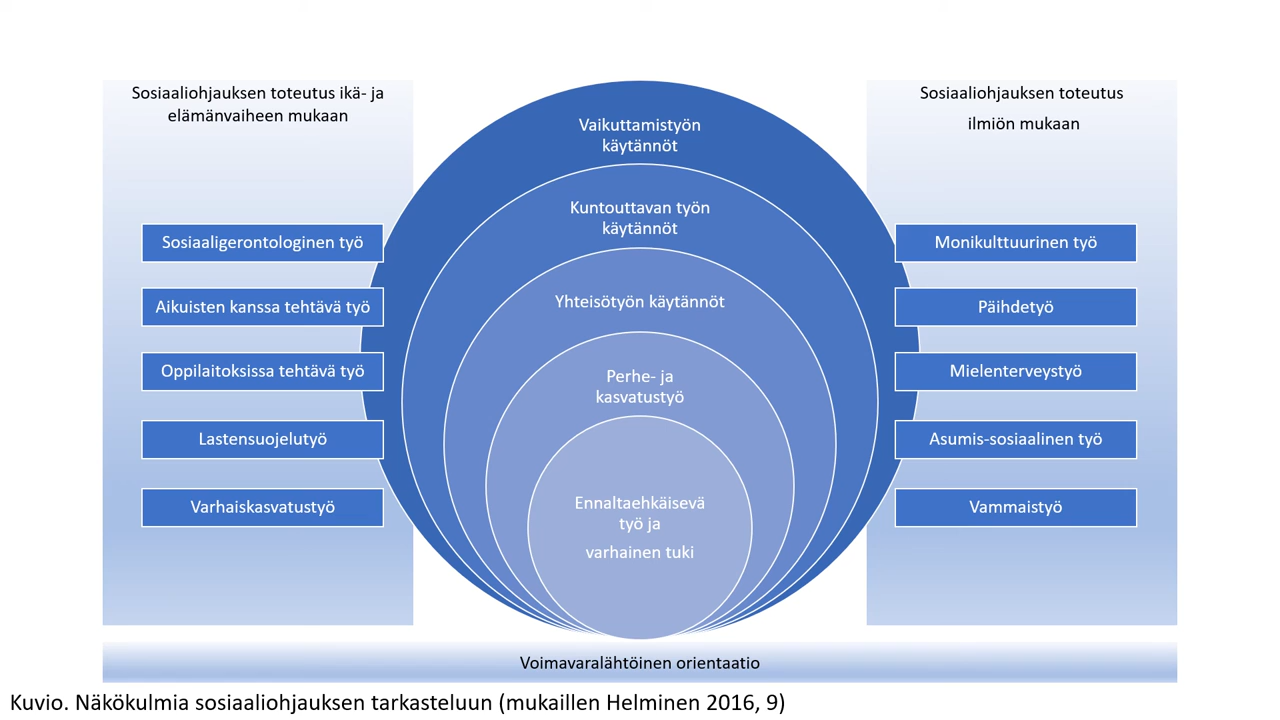 Sosiaaliohjauksen toteutus ikä- ja
elämänvaiheen mukaan
Sosiaaligerontologinen työ
Aikuisten kanssa tehtävä työ
Oppilaitoksissa tehtävä työ
Lastensuojelutyö
Varhaiskasvatustyö
Vaikuttamistyön
käytännöt
Kuntouttavan työn
käytännöt
Yhteisötyön käytännöt
Perhe- ja
kasvatustyö
Ennaltaehkäisevä
työ ja
varhainen tuki
Sosiaaliohjauksen toteutus
ilmiön mukaan
Monikulttuurinen työ
Päihdetyö
Mielenterveystyö
Asumis-sosiaalinen työ
Vammaistyö
Voimavaralähtöinen orientaatio
Kuvio. Näkökulmia sosiaaliohjauksen tarkasteluun (mukaillen Helminen 2016, 9)